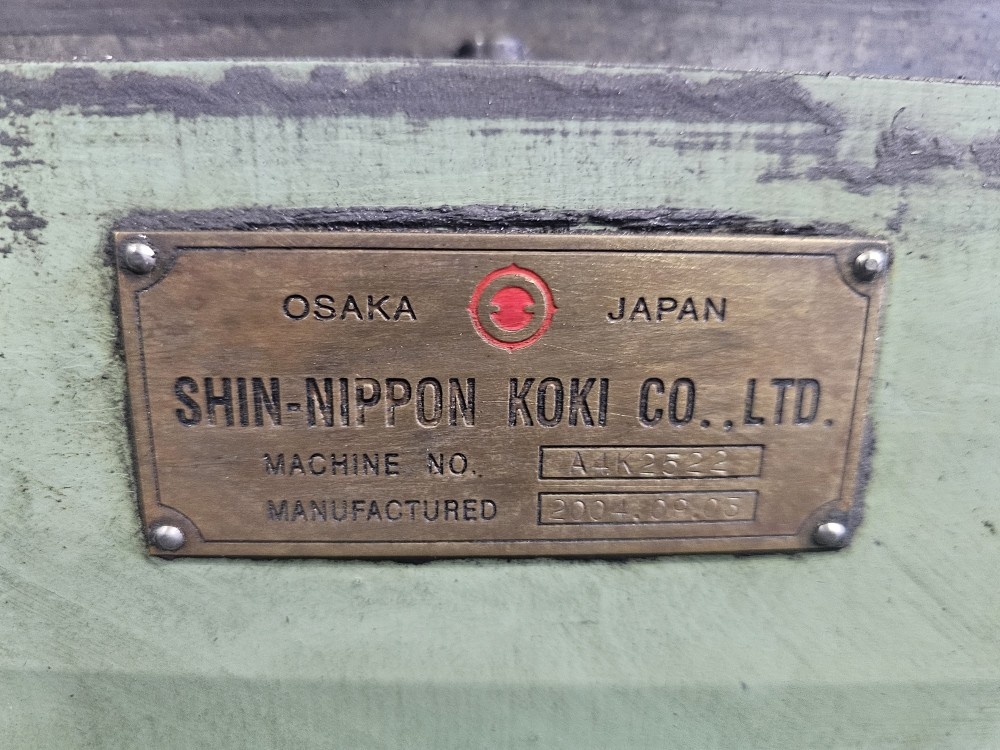 OSAKA JAPAN
SHIN-NIPPON KOKI CO., LTD.
MACHINE NO. A4K2522
MANUFACTURED 2004.09.03